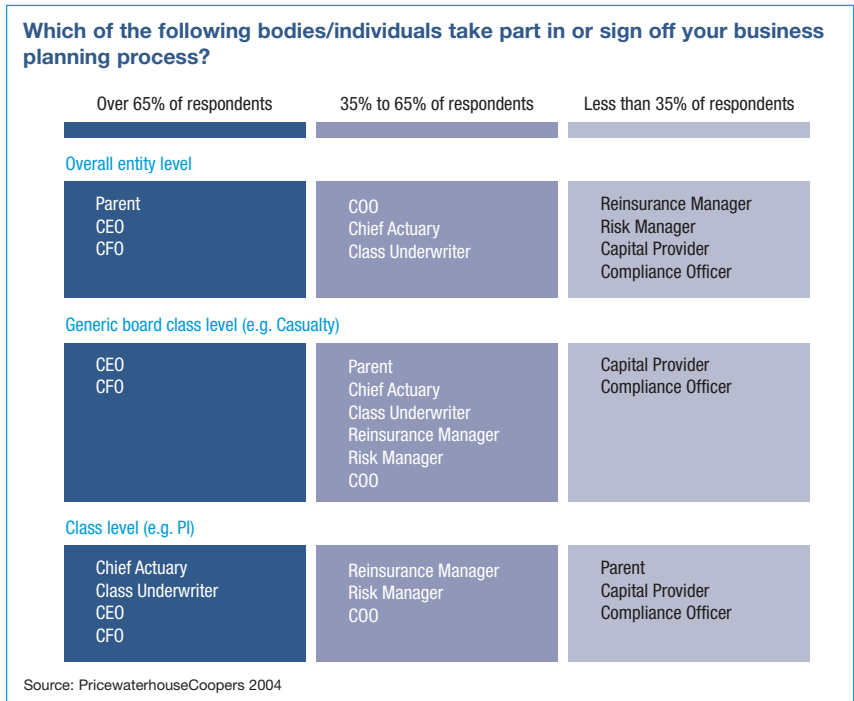 Which of the following bodies/individuals take part in or sign off your business
planning process?
Over 65% of respondents
35% to 65% of respondents
Less than 35% of respondents
Overall entity level
Parent
CEO
CFO
COO
Chief Actuary
Class Underwriter
Reinsurance Manager
Risk Manager
Capital Provider
Compliance Officer
Generic board class level (e.g. Casualty)
CEO
CFO
Parent
Chief Actuary
Class Underwriter
Reinsurance Manager
Risk Manager
COO
Capital Provider
Compliance Officer
Class level (e.g. PI)
Chief Actuary
Class Underwriter
CEO
CFO
Reinsurance Manager
Risk Manager
COO
Parent
Capital Provider
Compliance Officer
Source: PricewaterhouseCoopers 2004